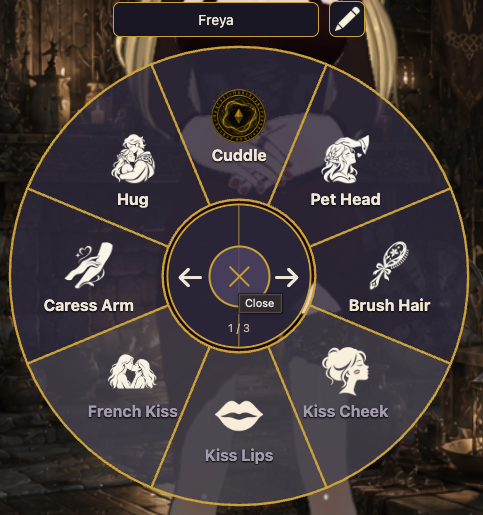 Freya
Cuddle
Hug
Pet Head
Caress Arm
Brush Hair
Close
1 / 3
French Kiss
Kiss Cheek
Kiss Lips